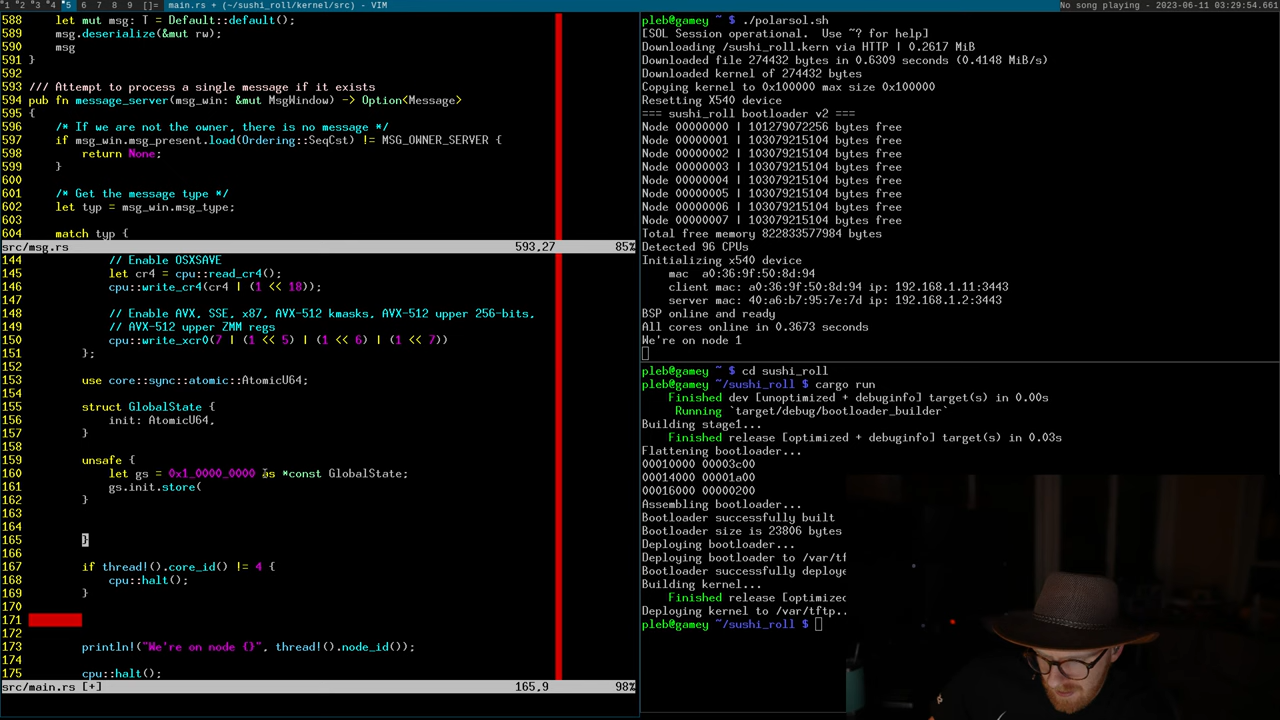 1 2 3 4 5 6 7 8 9 []= main.rs + (~/sushi_roll/kernel/src) - VIM
No song playing - 2023-06-11 03:29:54.661
588     let mut msg: T = Default::default();
589     msg.deserialize(&mut rw);
590     msg
591 }
592
593 /// Attempt to process a single message if it exists
594 pub fn message_server(msg_win: &mut MsgWindow) -> Option<Message>
595 {
596     /* If we are not the owner, there is no message */
597     if msg_win.msg_present.load(Ordering::SeqCst) != MSG_OWNER_SERVER {
598         return None;
599     }
600
601     /* Get the message type */
602     let typ = msg_win.msg_type;
603
604     match typ {
src/msg.rs 593,27 85%
144             // Enable OSXSAVE
145             let cr4 = cpu::read_cr4();
146             cpu::write_cr4(cr4 | (1 << 18));
147
148             // Enable AVX, SSE, x87, AVX-512 kmasks, AVX-512 upper 256-bits,
149             // AVX-512 upper ZMM regs
150             cpu::write_xcr0(7 | (1 << 5) | (1 << 6) | (1 << 7))
151         };
152
153         use core::sync::atomic::AtomicU64;
154
155         struct GlobalState {
156             init: AtomicU64,
157         }
158
159         unsafe {
160             let gs = 0x1_0000_0000 as *const GlobalState;
161             gs.init.store(
162         }
163
164
165         }
166
167         if thread!().core_id() != 4 {
168             cpu::halt();
169         }
170
171
172
173         println!("We're on node {}", thread!().node_id());
174
175         cpu::halt();
src/main.rs [+] 165,9 98%
pleb@gamey ~ $ ./polarsol.sh
[SOL Session operational.  Use ~? for help]
Downloading /sushi_roll.kern via HTTP | 0.2617 MiB
Downloaded file 274432 bytes in 0.6309 seconds (0.4148 MiB/s)
Downloaded kernel of 274432 bytes
Copying kernel to 0x100000 max size 0x100000
Resetting X540 device
=== sushi_roll bootloader v2 ===
Node 00000000 | 101279072256 bytes free
Node 00000001 | 103079215104 bytes free
Node 00000002 | 103079215104 bytes free
Node 00000003 | 103079215104 bytes free
Node 00000004 | 103079215104 bytes free
Node 00000005 | 103079215104 bytes free
Node 00000006 | 103079215104 bytes free
Node 00000007 | 103079215104 bytes free
Total free memory 822833577984 bytes
Detected 96 CPUs
Initializing x540 device
    mac  a0:36:9f:50:8d:94
    client mac: a0:36:9f:50:8d:94 ip: 192.168.1.11:3443
    server mac: 40:a6:b7:95:7e:7d ip: 192.168.1.2:3443
BSP online and ready
All cores online in 0.3673 seconds
We're on node 1
pleb@gamey ~ $ cd sushi_roll
pleb@gamey ~/sushi_roll $ cargo run
    Finished dev [unoptimized + debuginfo] target(s) in 0.00s
     Running `target/debug/bootloader_builder`
Building stage1...
    Finished release [optimized + debuginfo] target(s) in 0.03s
Flattening bootloader...
00010000 00003c00
00014000 00001a00
00016000 00000200
Assembling bootloader...
Bootloader successfully built
Bootloader size is 23806 bytes
Deploying bootloader...
Deploying bootloader to /var/tf
Bootloader successfully deploye
Building kernel...
    Finished release [optimized
Deploying kernel to /var/tftp..
pleb@gamey ~/sushi_roll $